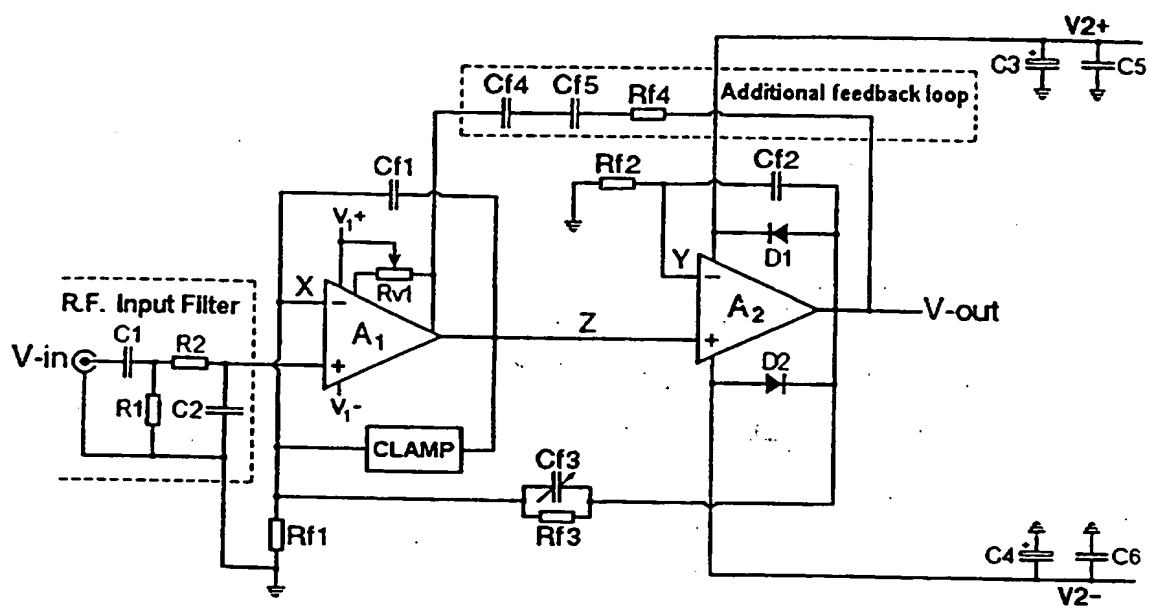 V2+
C3
+
C5
Cf4
Cf5
Rf4
Additional feedback loop
Cf1
Rf2
Cf2
V1+
D1
X
Rv1
Y
R.F. Input Filter
−
−
A1
Z
A2
V-out
C1
R2
V-in
+
+
D2
R1
C2
V1-
CLAMP
Cf3
Rf1
Rf3
+
C4
C6
V2-